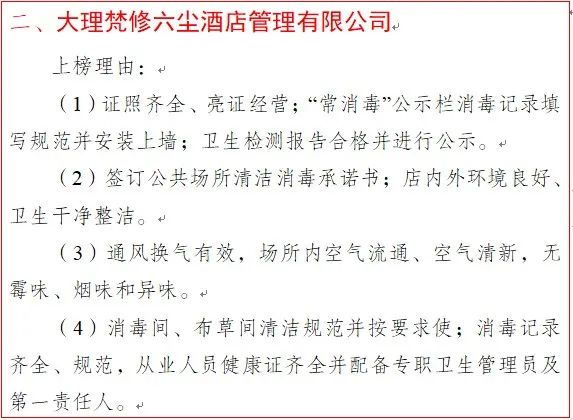 二、大理梵修六尘酒店管理有限公司
上榜理由：
（1）证照齐全、亮证经营；“常消毒”公示栏消毒记录填
写规范并安装上墙；卫生检测报告合格并进行公示。
（2）签订公共场所清洁消毒承诺书；店内外环境良好、
卫生干净整洁。
（3）通风换气有效，场所内空气流通、空气清新，无
霉味、烟味和异味。
（4）消毒间、布草间清洁规范并按要求使；消毒记录
齐全、规范，从业人员健康证齐全并配备专职卫生管理员及
第一责任人。